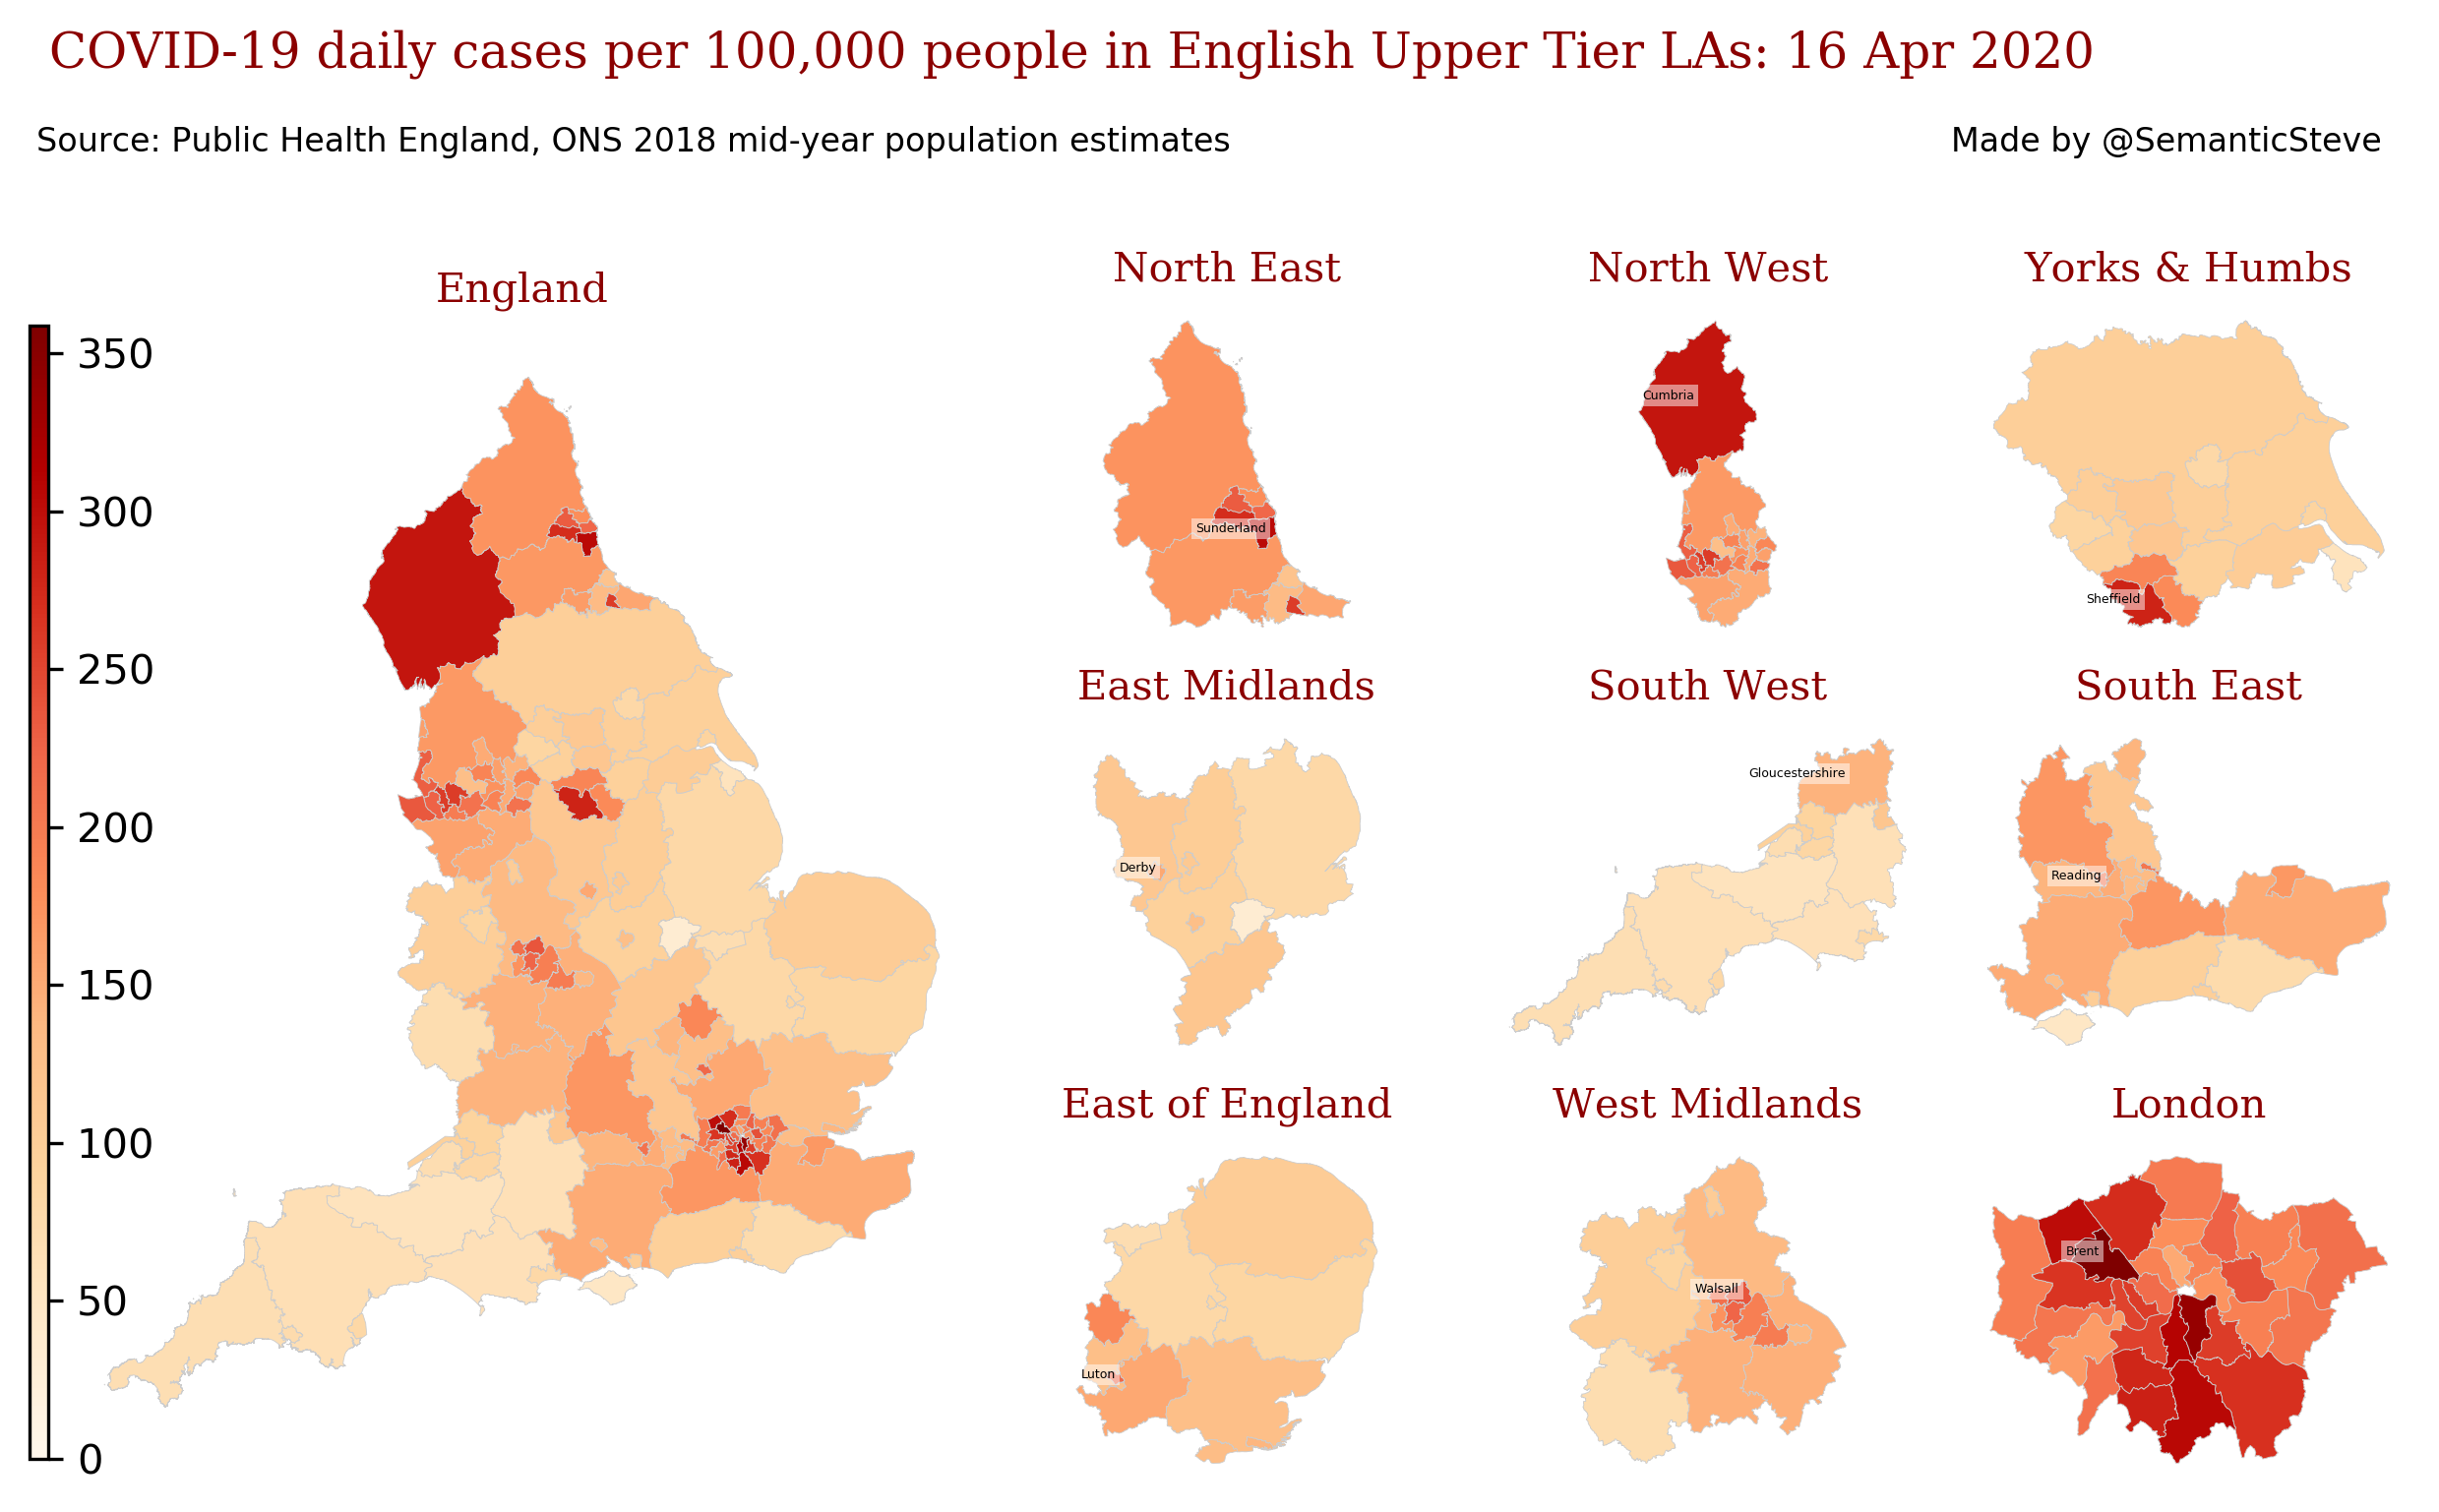 COVID-19 daily cases per 100,000 people in English Upper Tier LAs: 16 Apr 2020
Source: Public Health England, ONS 2018 mid-year population estimates
Made by @SemanticSteve
England
350
300
250
200
150
100
50
0
North East
Sunderland
North West
Cumbria
Yorks & Humbs
Sheffield
East Midlands
Derby
South West
Gloucestershire
South East
Reading
East of England
Luton
West Midlands
Walsall
London
Brent